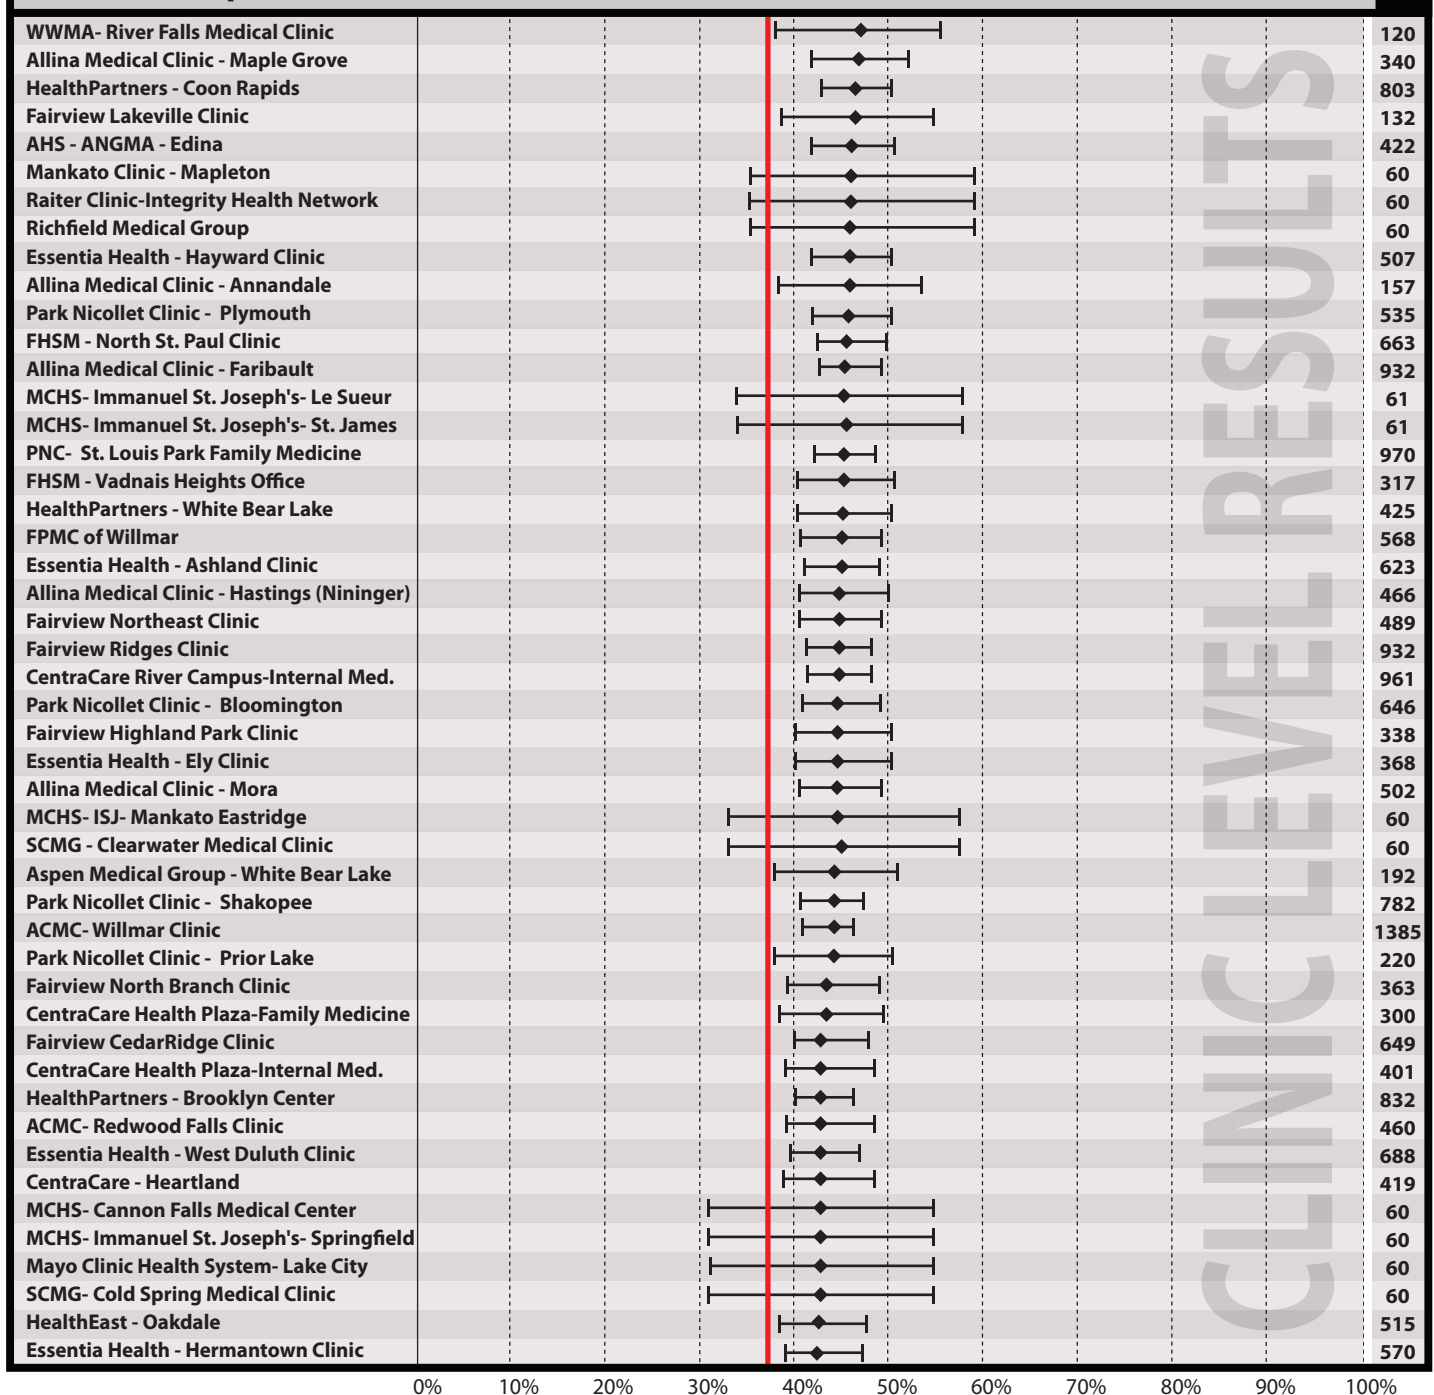 WWMA- River Falls Medical Clinic 120
Allina Medical Clinic - Maple Grove 340
HealthPartners - Coon Rapids 803
Fairview Lakeville Clinic 132
AHS - ANGMA - Edina 422
Mankato Clinic - Mapleton 60
Raiter Clinic-Integrity Health Network 60
Richfield Medical Group 60
Essentia Health - Hayward Clinic 507
Allina Medical Clinic - Annandale 157
Park Nicollet Clinic - Plymouth 535
FHSM - North St. Paul Clinic 663
Allina Medical Clinic - Faribault 932
MCHS- Immanuel St. Joseph's- Le Sueur 61
MCHS- Immanuel St. Joseph's- St. James 61
PNC- St. Louis Park Family Medicine 970
FHSM - Vadnais Heights Office 317
HealthPartners - White Bear Lake 425
FPMC of Willmar 568
Essentia Health - Ashland Clinic 623
Allina Medical Clinic - Hastings (Nininger) 466
Fairview Northeast Clinic 489
Fairview Ridges Clinic 932
CentraCare River Campus-Internal Med. 961
Park Nicollet Clinic - Bloomington 646
Fairview Highland Park Clinic 338
Essentia Health - Ely Clinic 368
Allina Medical Clinic - Mora 502
MCHS- ISJ- Mankato Eastridge 60
SCMG - Clearwater Medical Clinic 60
Aspen Medical Group - White Bear Lake 192
Park Nicollet Clinic - Shakopee 782
ACMC- Willmar Clinic 1385
Park Nicollet Clinic - Prior Lake 220
Fairview North Branch Clinic 363
CentraCare Health Plaza-Family Medicine 300
Fairview CedarRidge Clinic 649
CentraCare Health Plaza-Internal Med. 401
HealthPartners - Brooklyn Center 832
ACMC- Redwood Falls Clinic 460
Essentia Health - West Duluth Clinic 688
CentraCare - Heartland 419
MCHS- Cannon Falls Medical Center 60
MCHS- Immanuel St. Joseph's- Springfield 60
Mayo Clinic Health System- Lake City 60
SCMG- Cold Spring Medical Clinic 60
HealthEast - Oakdale 515
Essentia Health - Hermantown Clinic 570
0% 10% 20% 30% 40% 50% 60% 70% 80% 90% 100%
CLINIC LEVEL RESULTS